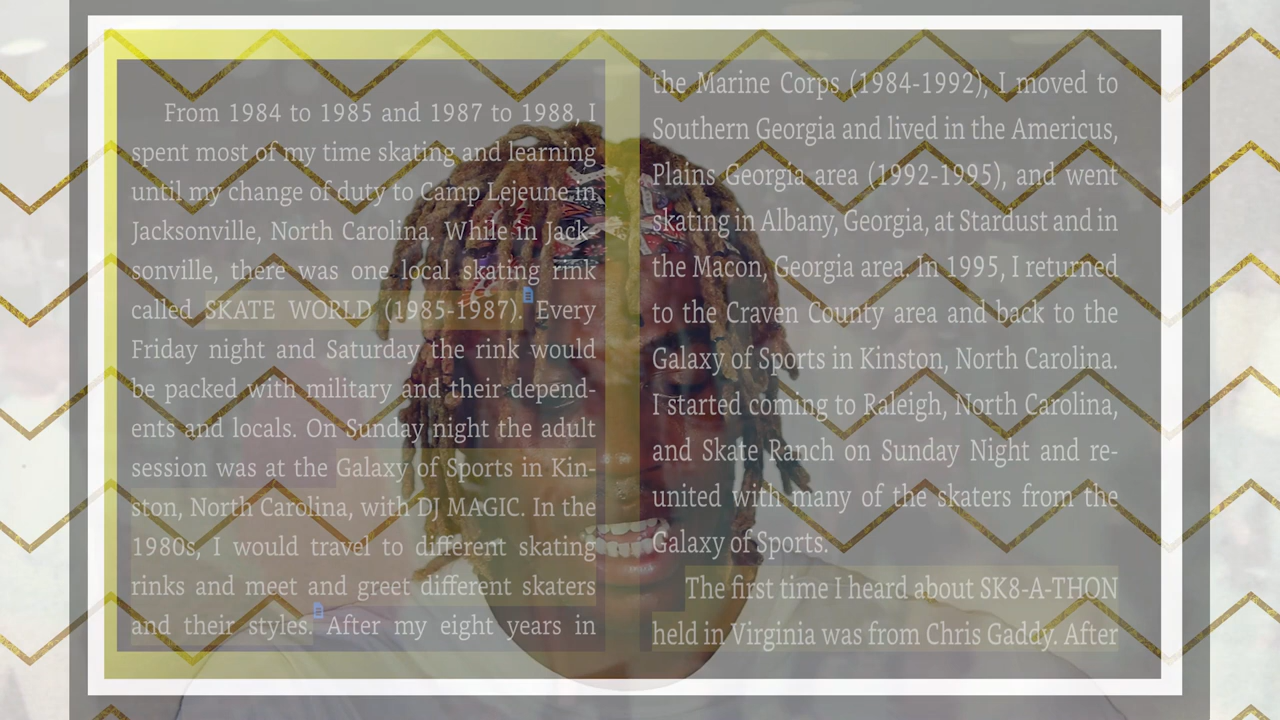 From 1984 to 1985 and 1987 to 1988, I
spent most of my time skating and learning
until my change of duty to Camp Lejeune in
Jacksonville, North Carolina. While in Jack-
sonville, there was one local skating rink
called SKATE WORLD (1985-1987). Every
Friday night and Saturday the rink would
be packed with military and their depend-
ents and locals. On Sunday night the adult
session was at the Galaxy of Sports in Kin-
ston, North Carolina, with DJ MAGIC. In the
1980s, I would travel to different skating
rinks and meet and greet different skaters
and their styles. After my eight years in
the Marine Corps (1984-1992), I moved to
Southern Georgia and lived in the Americus,
Plains Georgia area (1992-1995), and went
skating in Albany, Georgia, at Stardust and in
the Macon, Georgia area. In 1995, I returned
to the Craven County area and back to the
Galaxy of Sports in Kinston, North Carolina.
I started coming to Raleigh, North Carolina,
and Skate Ranch on Sunday Night and re-
united with many of the skaters from the
Galaxy of Sports.
The first time I heard about SK8-A-THON
held in Virginia was from Chris Gaddy. After